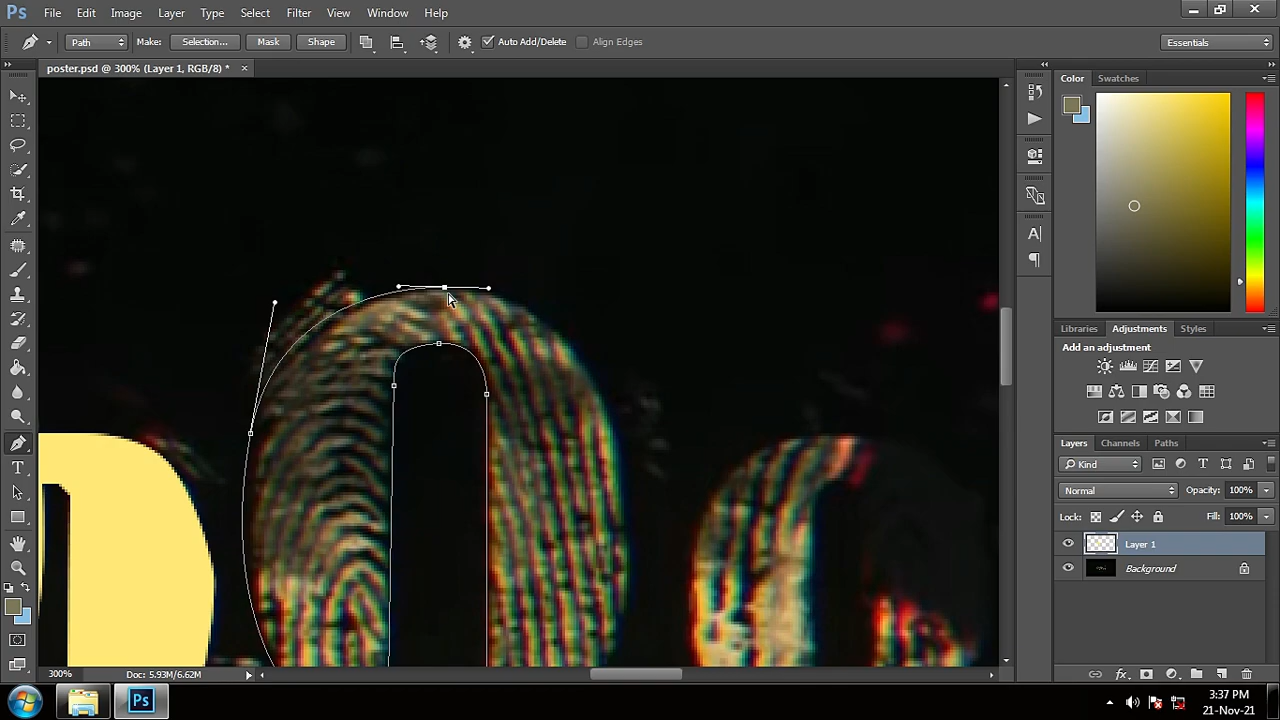 Ps File Edit Image Layer Type Select Filter View Window Help
Path Make: Selection... Mask Shape Auto Add/Delete Align Edges Essentials
poster.psd @ 300% (Layer 1, RGB/8) * ×
Color Swatches
A|
Libraries Adjustments Styles
Add an adjustment
Layers Channels Paths
Kind
Normal Opacity: 100%
Lock: Fill: 100%
Layer 1
Background
T
300% Doc: 5.93M/6.62M
Ps
3:37 PM
21-Nov-21